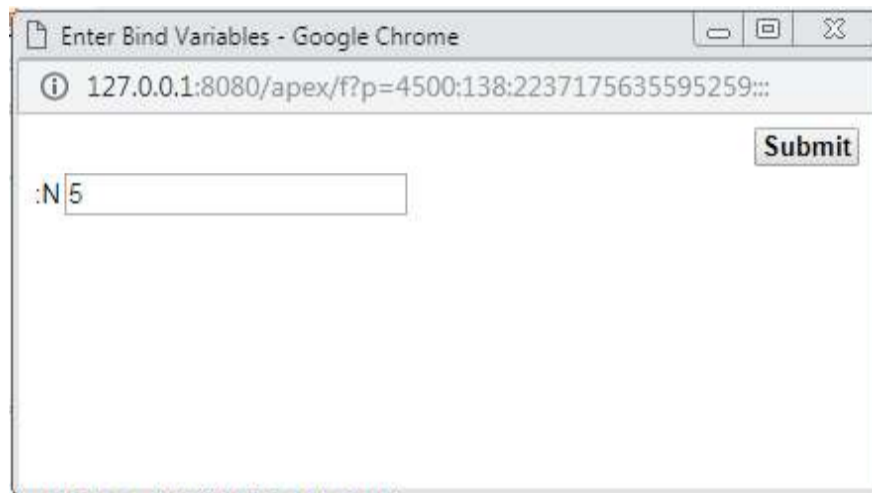 Enter Bind Variables - Google Chrome
127.0.0.1:8080/apex/f?p=4500:138:2237175635595259:::
Submit
:N 5